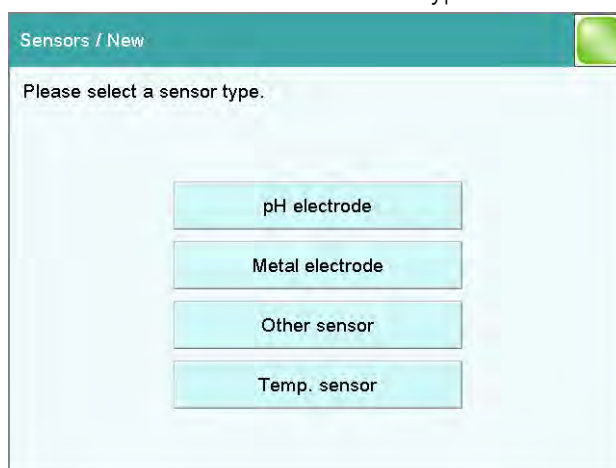 Sensors / New
Please select a sensor type.
pH electrode
Metal electrode
Other sensor
Temp. sensor